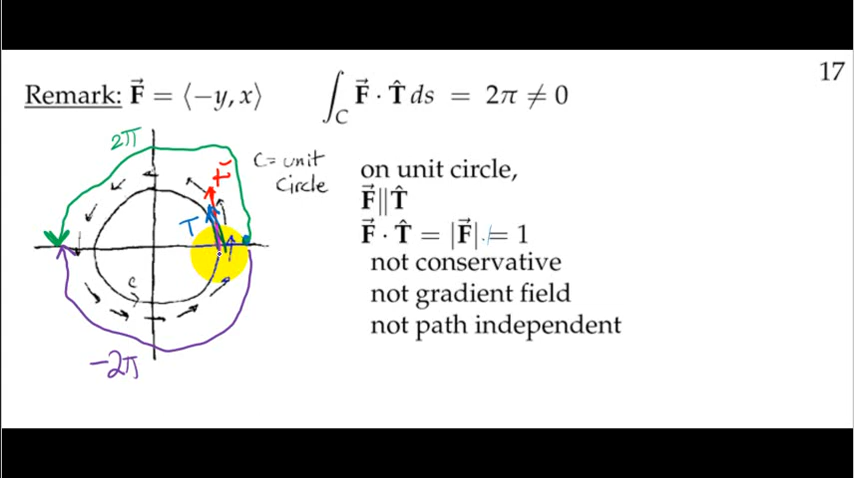 17
Remark: F⃗ = ⟨−y, x⟩ ∫_C F⃗ · T̂ ds = 2π ≠ 0
2π
C = unit
circle
F⃗
T
C
−2π
on unit circle,
F⃗ ∥ T̂
F⃗ · T̂ = |F⃗| = 1
not conservative
not gradient field
not path independent